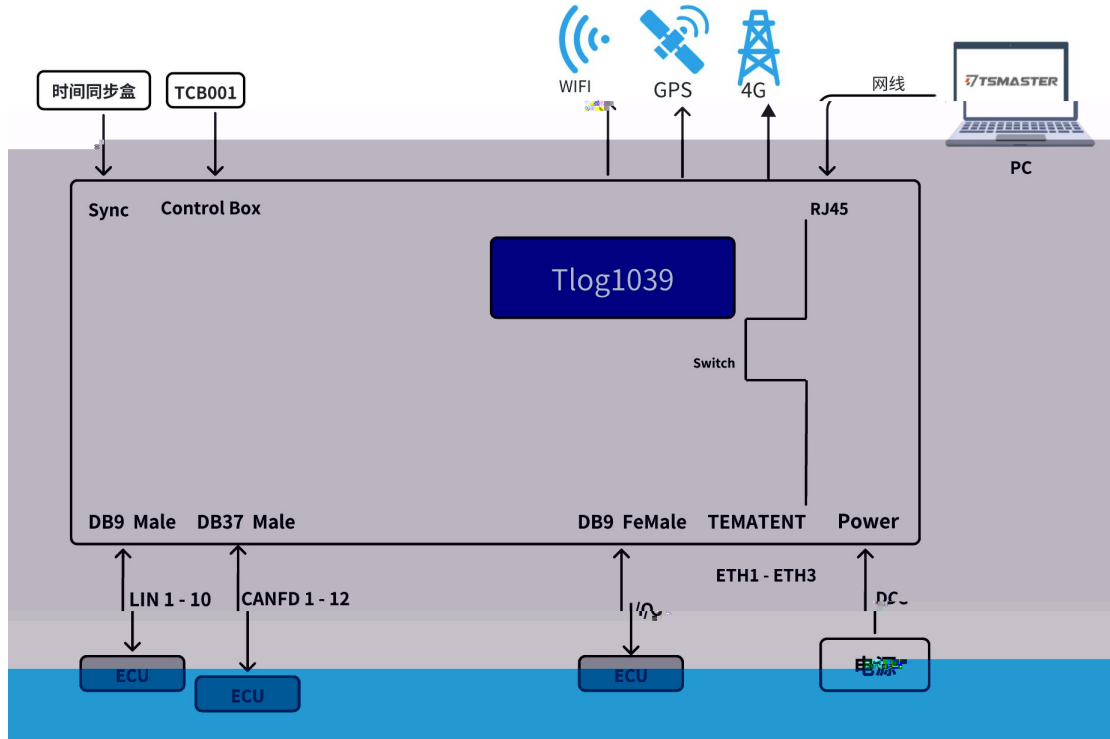 WIFI
GPS
4G
网线
TSMASTER
时间同步盒
TCB001
PC
Sync
Control Box
RJ45
Tlog1039
Switch
DB9 Male
DB37 Male
DB9 FeMale
TEMATENT
Power
ETH1 - ETH3
LIN 1 - 10
CANFD 1 - 12
电源
ECU
ECU
ECU